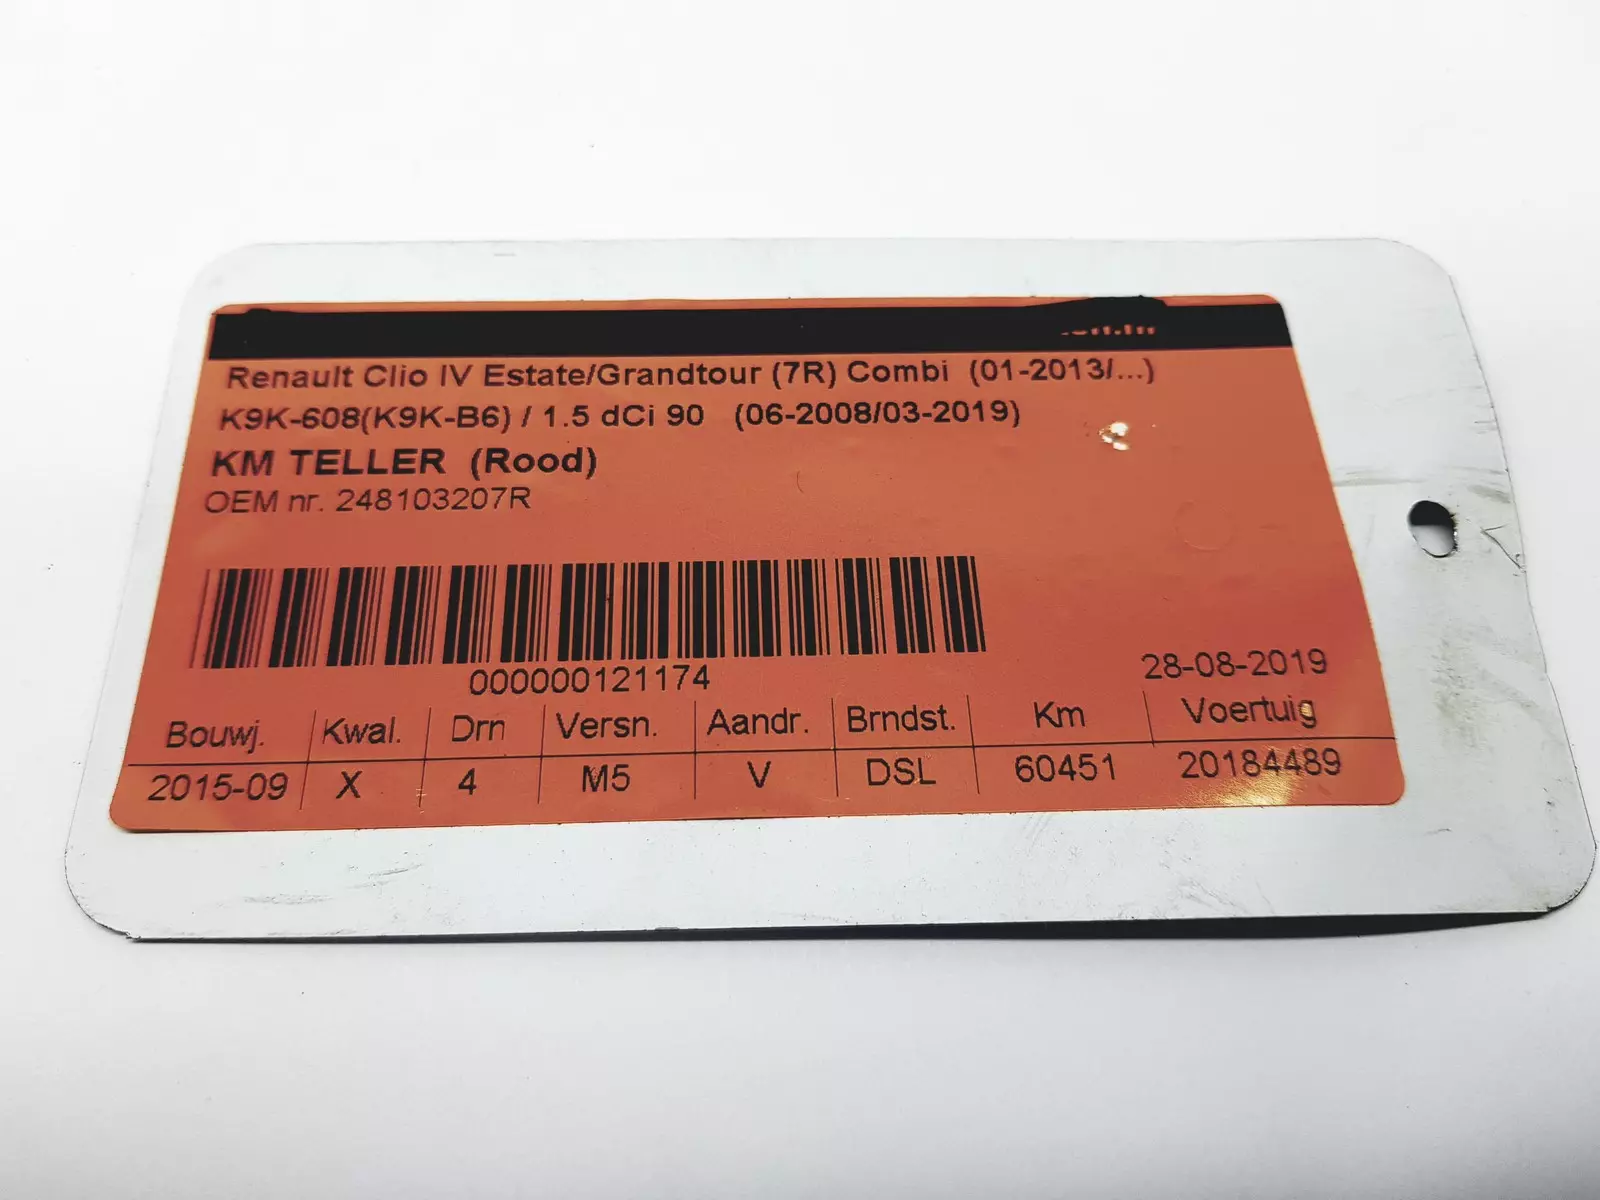 Renault Clio IV Estate/Grandtour (7R) Combi (01-2013/...)
K9K-608(K9K-B6) / 1.5 dCi 90 (06-2008/03-2019)
KM TELLER (Rood)
OEM nr. 248103207R
000000121174
28-08-2019
Bouwj. Kwal. Drn Versn. Aandr. Brndst. Km Voertuig
2015-09 X 4 M5 V DSL 60451 20184489